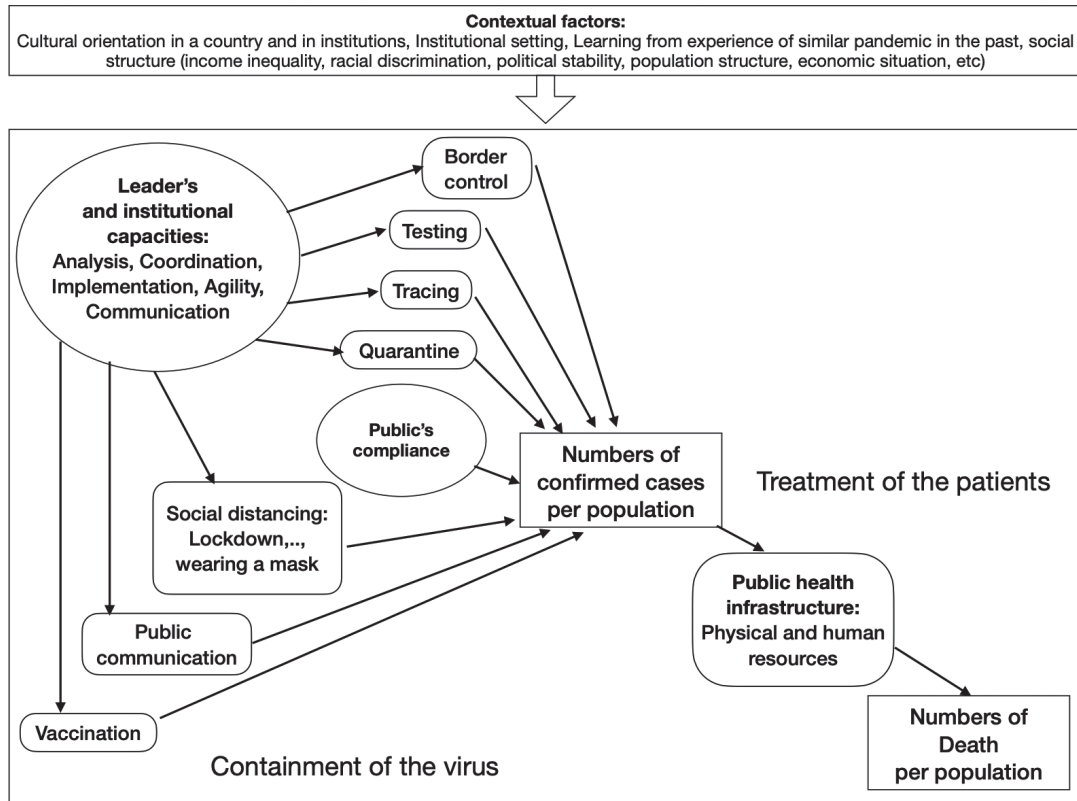 Contextual factors:
Cultural orientation in a country and in institutions, Institutional setting, Learning from experience of similar pandemic in the past, social
structure (income inequality, racial discrimination, political stability, population structure, economic situation, etc)
Leader's
and institutional
capacities:
Analysis, Coordination,
Implementation, Agility,
Communication
Border
control
Testing
Tracing
Quarantine
Public's
compliance
Numbers of
confirmed cases
per population
Treatment of the patients
Social distancing:
Lockdown,..,
wearing a mask
Public health
infrastructure:
Physical and human
resources
Public
communication
Vaccination
Numbers of
Death
per population
Containment of the virus